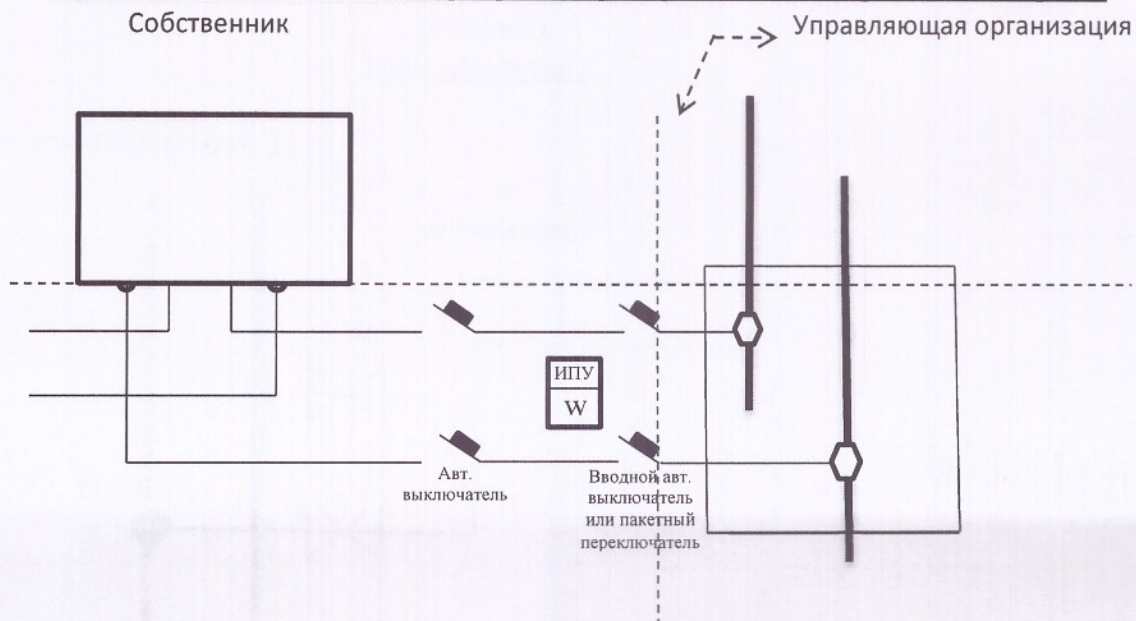 Собственник
Управляющая организация
ИПУ
W
Авт.
выключатель
Вводной авт.
выключатель
или пакетный
переключатель